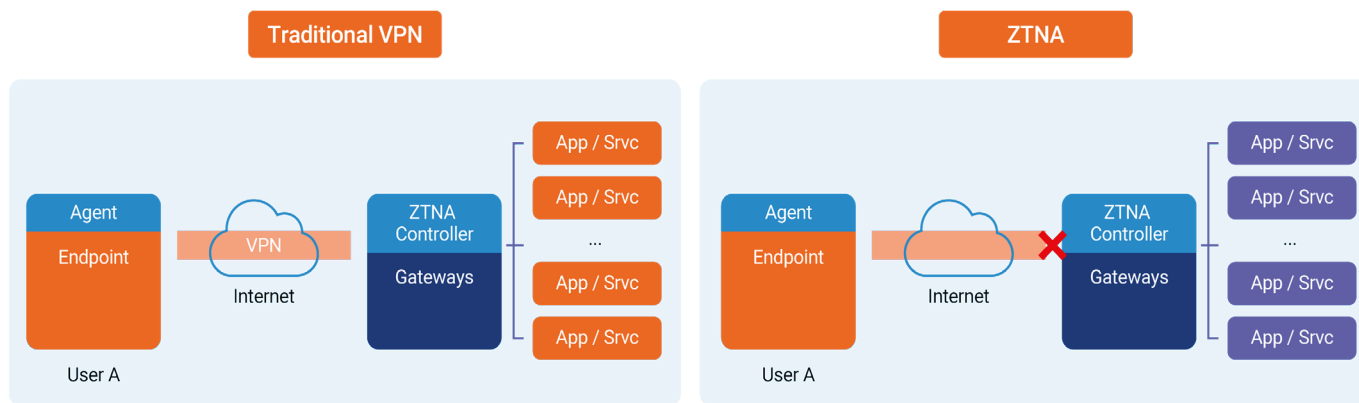 Traditional VPN
Agent
Endpoint
User A
VPN
Internet
ZTNA
Controller
Gateways
App / Srvc
App / Srvc
...
App / Srvc
App / Srvc
ZTNA
Agent
Endpoint
User A
Internet
ZTNA
Controller
Gateways
App / Srvc
App / Srvc
...
App / Srvc
App / Srvc